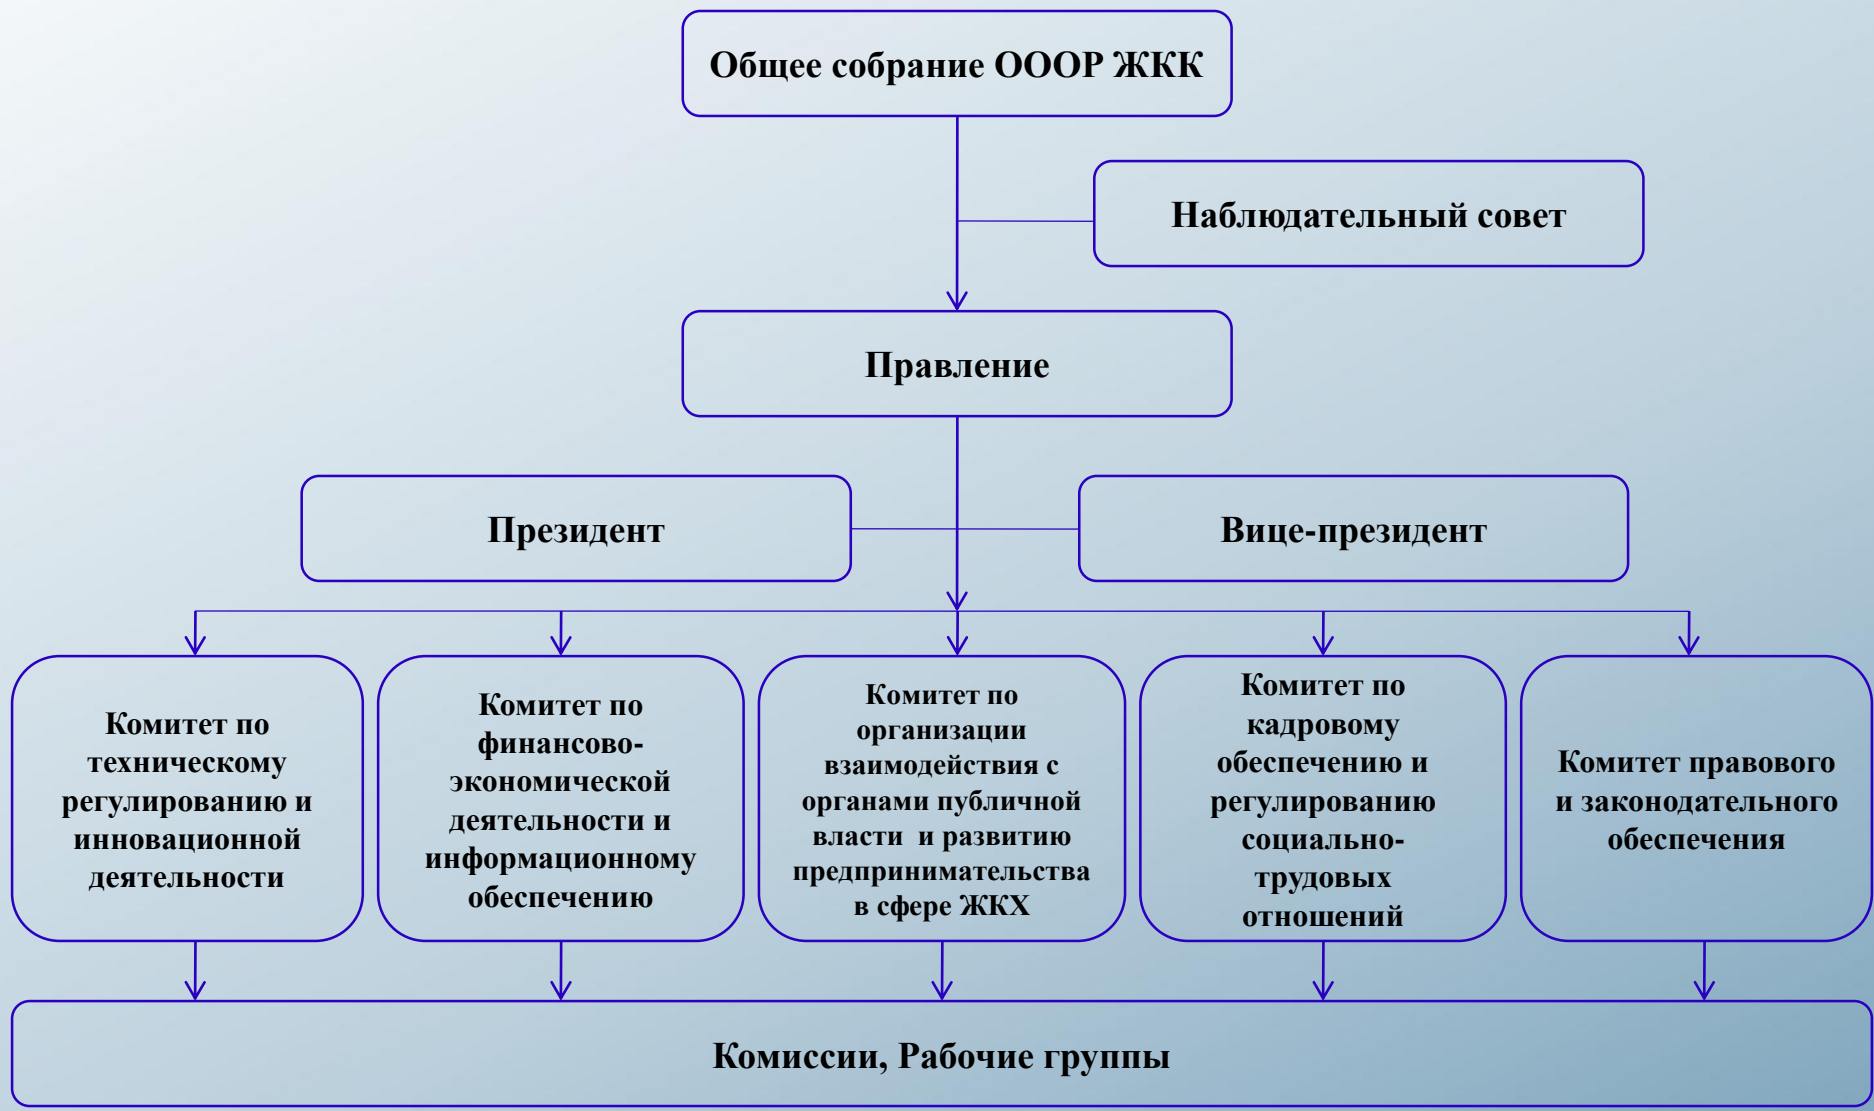 Общее собрание ОООР ЖКК
Наблюдательный совет
Правление
Президент
Вице-президент
Комитет по
техническому
регулированию и
инновационной
деятельности
Комитет по
финансово-
экономической
деятельности и
информационному
обеспечению
Комитет по
организации
взаимодействия с
органами публичной
власти  и развитию
предпринимательства
в сфере ЖКХ
Комитет по
кадровому
обеспечению и
регулированию
социально-
трудовых
отношений
Комитет правового
и законодательного
обеспечения
Комиссии, Рабочие группы